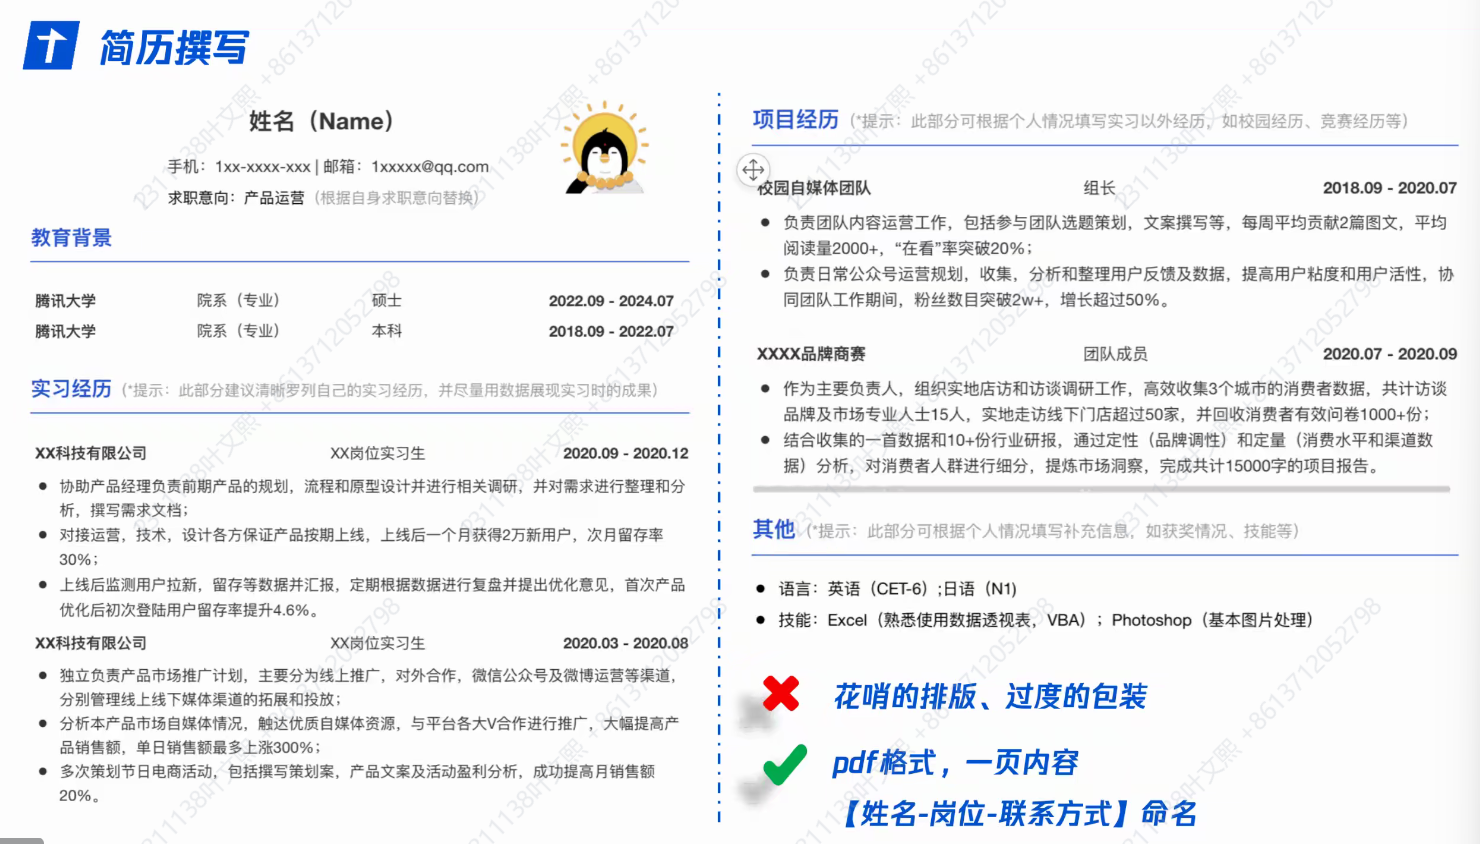 简历撰写
姓名（Name）
手机：1xx-xxxx-xxx | 邮箱：1xxxxx@qq.com
求职意向：产品运营（根据自身求职意向替换）
教育背景
腾讯大学 院系（专业） 硕士 2022.09 - 2024.07
腾讯大学 院系（专业） 本科 2018.09 - 2022.07
实习经历（*提示：此部分建议清晰罗列自己的实习经历，并尽量用数据展现实习时的成果）
XX科技有限公司 XX岗位实习生 2020.09 - 2020.12
● 协助产品经理负责前期产品的规划，流程和原型设计并进行相关调研，并对需求进行整理和分
析，撰写需求文档；
● 对接运营，技术，设计各方保证产品按期上线，上线后一个月获得2万新用户，次月留存率
30%；
● 上线后监测用户拉新，留存等数据并汇报，定期根据数据进行复盘并提出优化意见，首次产品
优化后初次登陆用户留存率提升4.6%。
XX科技有限公司 XX岗位实习生 2020.03 - 2020.08
● 独立负责产品市场推广计划，主要分为线上推广，对外合作，微信公众号及微博运营等渠道，
分别管理线上线下媒体渠道的拓展和投放；
● 分析本产品市场自媒体情况，触达优质自媒体资源，与平台各大V合作进行推广，大幅提高产
品销售额，单日销售额最多上涨300%；
● 多次策划节日电商活动，包括撰写策划案，产品文案及活动盈利分析，成功提高月销售额
20%。
项目经历（*提示：此部分可根据个人情况填写实习以外经历，如校园经历、竞赛经历等）
校园自媒体团队 组长 2018.09 - 2020.07
● 负责团队内容运营工作，包括参与团队选题策划，文案撰写等，每周平均贡献2篇图文，平均
阅读量2000+，“在看”率突破20%；
● 负责日常公众号运营规划，收集，分析和整理用户反馈及数据，提高用户粘度和用户活性，协
同团队工作期间，粉丝数目突破2w+，增长超过50%。
XXXX品牌商赛 团队成员 2020.07 - 2020.09
● 作为主要负责人，组织实地店访和访谈调研工作，高效收集3个城市的消费者数据，共计访谈
品牌及市场专业人士15人，实地走访线下门店超过50家，并回收消费者有效问卷1000+份；
● 结合收集的一首数据和10+份行业研报，通过定性（品牌调性）和定量（消费水平和渠道数
据）分析，对消费者人群进行细分，提炼市场洞察，完成共计15000字的项目报告。
其他（*提示：此部分可根据个人情况填写补充信息，如获奖情况、技能等）
● 语言：英语（CET-6）;日语（N1)
● 技能：Excel（熟悉使用数据透视表，VBA）；Photoshop（基本图片处理）
花哨的排版、过度的包装
pdf格式，一页内容
【姓名-岗位-联系方式】命名
2311138叶文熙 +8613712052798